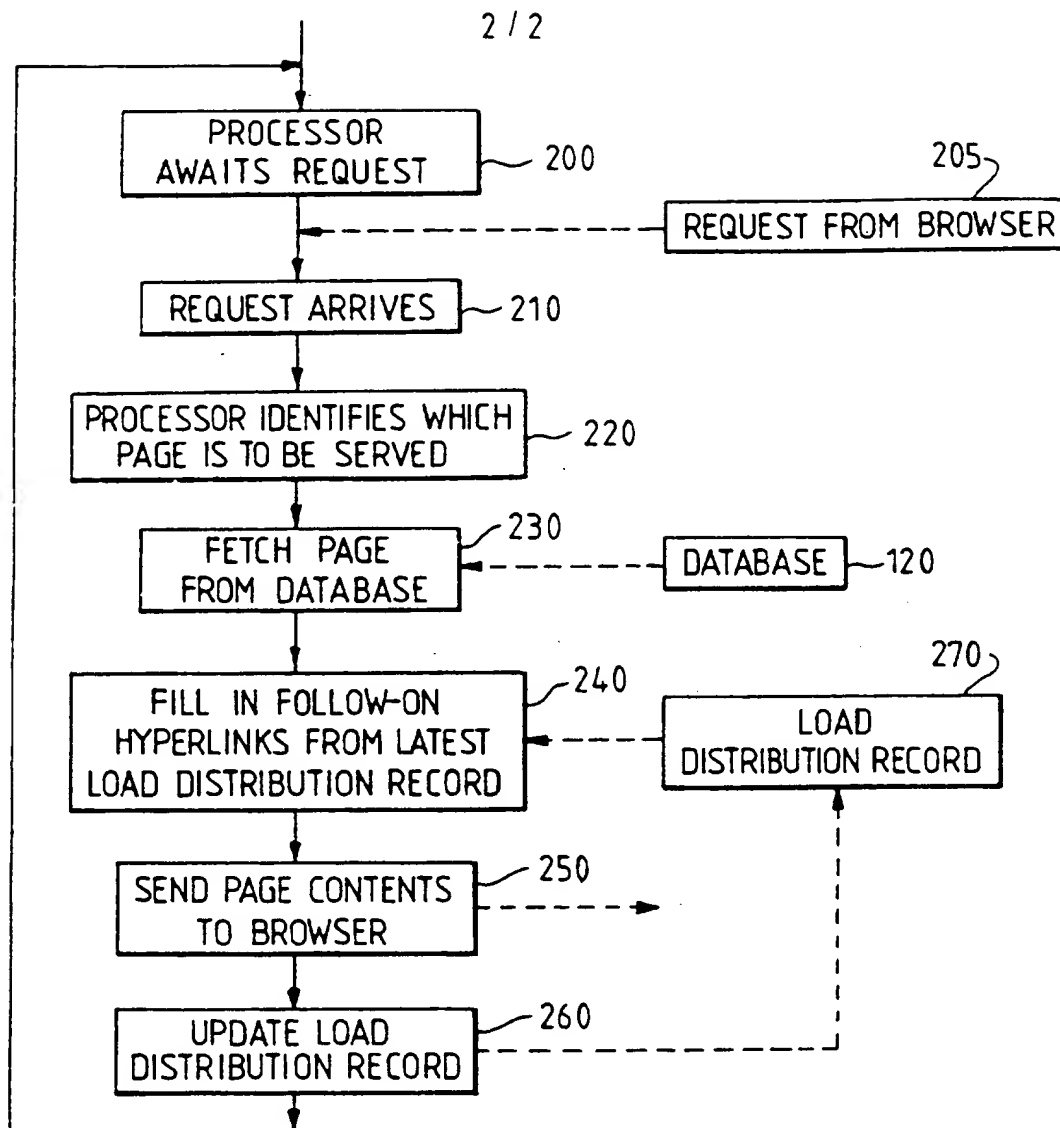 2 / 2
PROCESSOR
AWAITS REQUEST
200
205
REQUEST FROM BROWSER
REQUEST ARRIVES
210
PROCESSOR IDENTIFIES WHICH
PAGE IS TO BE SERVED
220
230
FETCH PAGE
FROM DATABASE
DATABASE
120
240
FILL IN FOLLOW-ON
HYPERLINKS FROM LATEST
LOAD DISTRIBUTION RECORD
270
LOAD
DISTRIBUTION RECORD
250
SEND PAGE CONTENTS
TO BROWSER
260
UPDATE LOAD
DISTRIBUTION RECORD